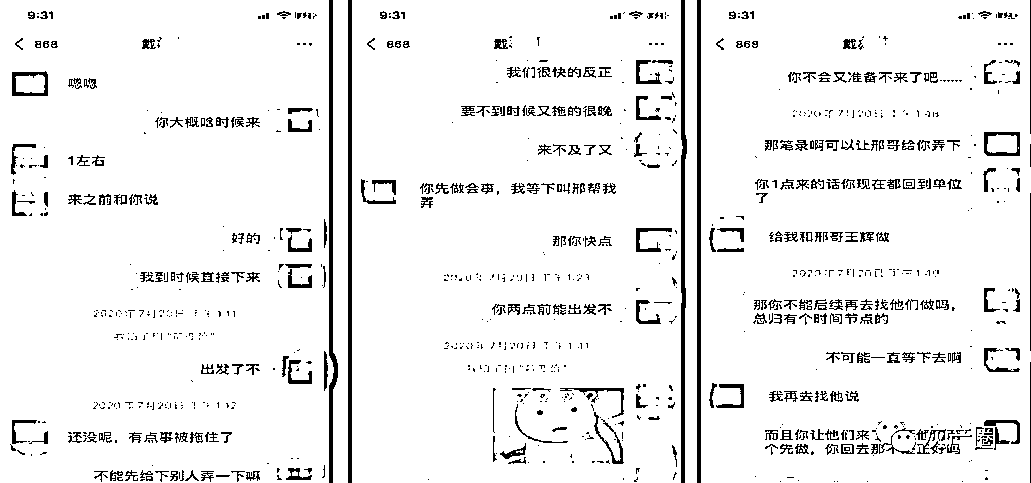 9:31
868
戴
嗯嗯
你大概啥时候来
1左右
来之前和你说
好的
我到时候直接下来
2020年7月20日 下午1:11
出发了不
2020年7月20日 下午1:12
还没呢，有点事被拖住了
不能先给下别人弄一下嘛
9:31
868
戴
我们很快的反正
要不到时候又拖的很晚
来不及了又
你先做会事，我等下叫那帮我
弄
那你快点
2020年7月20日 下午1:23
你两点前能出发不
2020年7月20日 下午1:41
9:31
868
戴
你不会又准备不来了吧......
2020年7月20日 下午1:48
那笔录啊可以让那哥给你弄下
你1点来的话你现在都回到单位
了
给我和那哥王辉做
2020年7月20日 下午1:49
那你不能后续再去找他们做吗，
总归有个时间节点的
不可能一直等下去啊
我再去找他说
而且你让他们来
个先做，你回去那不正好吗
圈